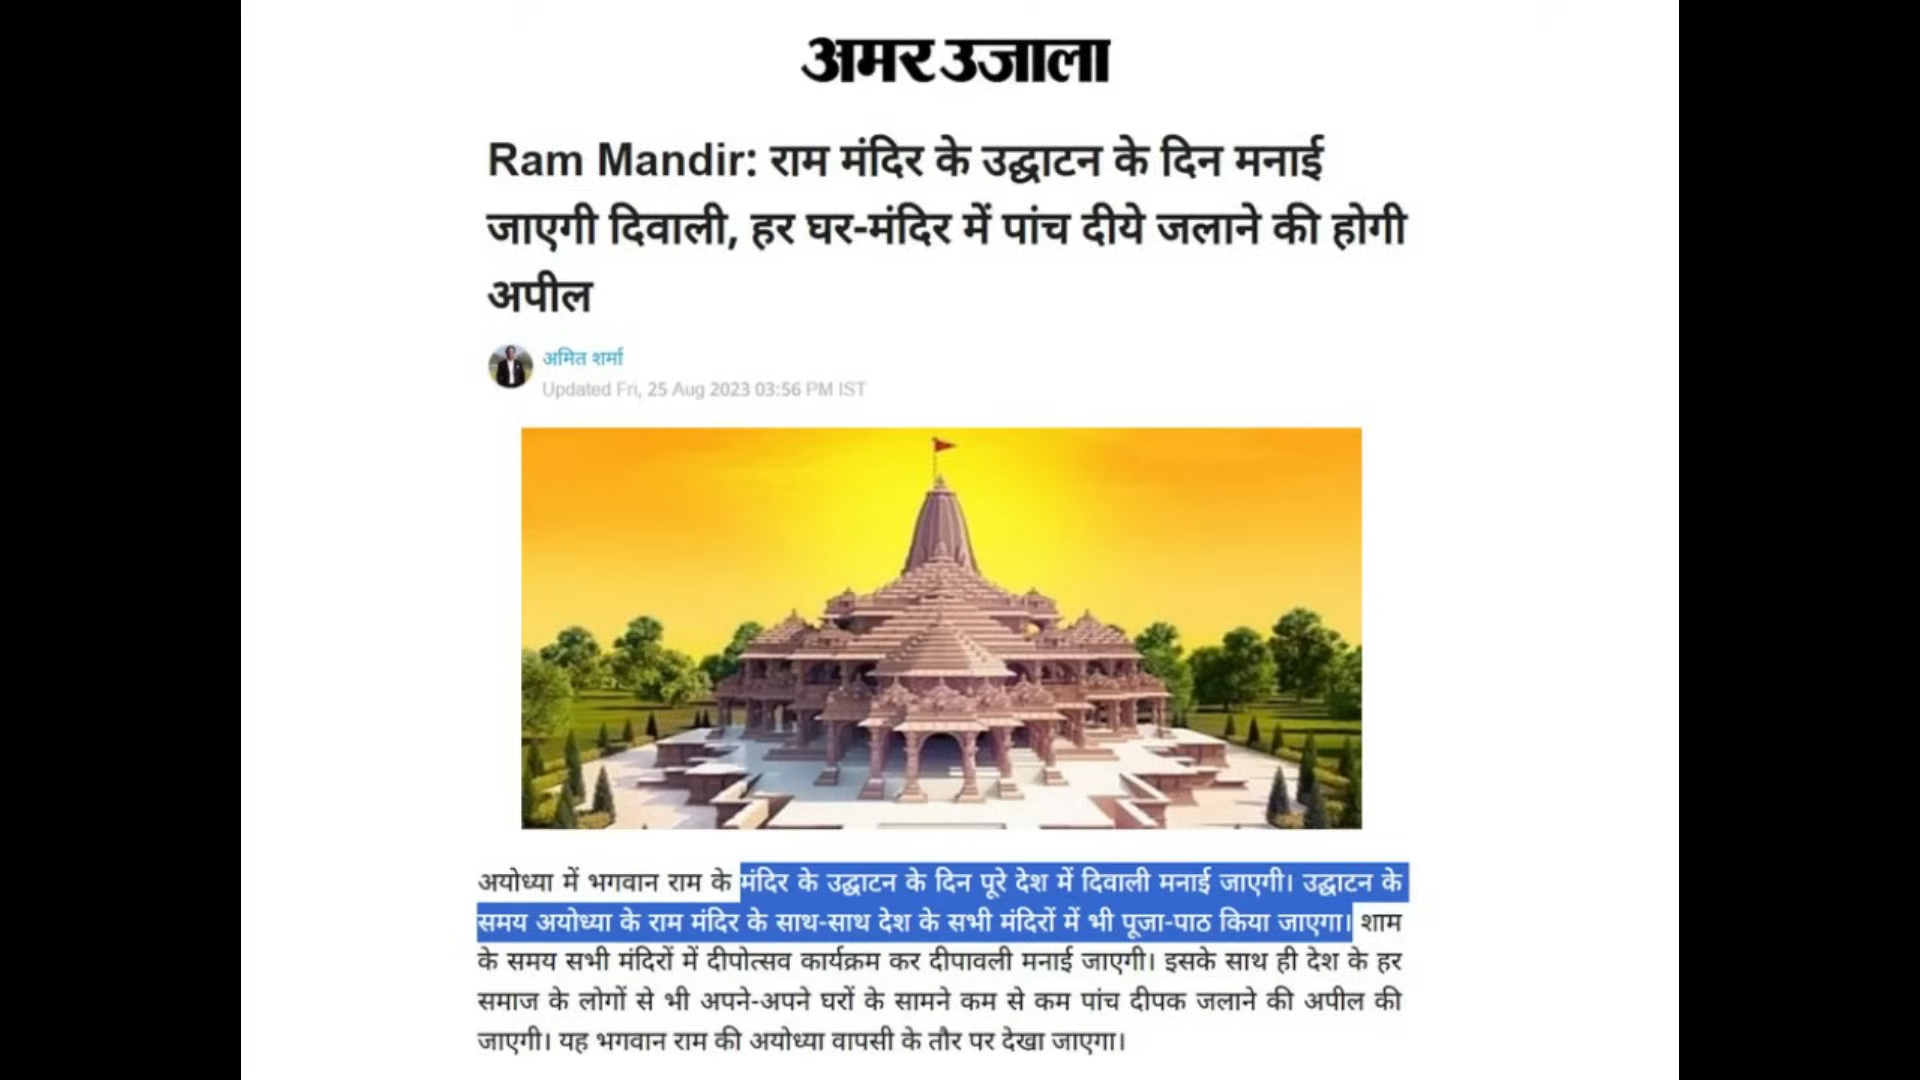 अमर उजाला
Ram Mandir: राम मंदिर के उद्घाटन के दिन मनाई
जाएगी दिवाली, हर घर-मंदिर में पांच दीये जलाने की होगी
अपील
अमित शर्मा
Updated Fri, 25 Aug 2023 03:56 PM IST
अयोध्या में भगवान राम के मंदिर के उद्घाटन के दिन पूरे देश में दिवाली मनाई जाएगी। उद्घाटन के
समय अयोध्या के राम मंदिर के साथ-साथ देश के सभी मंदिरों में भी पूजा-पाठ किया जाएगा। शाम
के समय सभी मंदिरों में दीपोत्सव कार्यक्रम कर दीपावली मनाई जाएगी। इसके साथ ही देश के हर
समाज के लोगों से भी अपने-अपने घरों के सामने कम से कम पांच दीपक जलाने की अपील की
जाएगी। यह भगवान राम की अयोध्या वापसी के तौर पर देखा जाएगा।